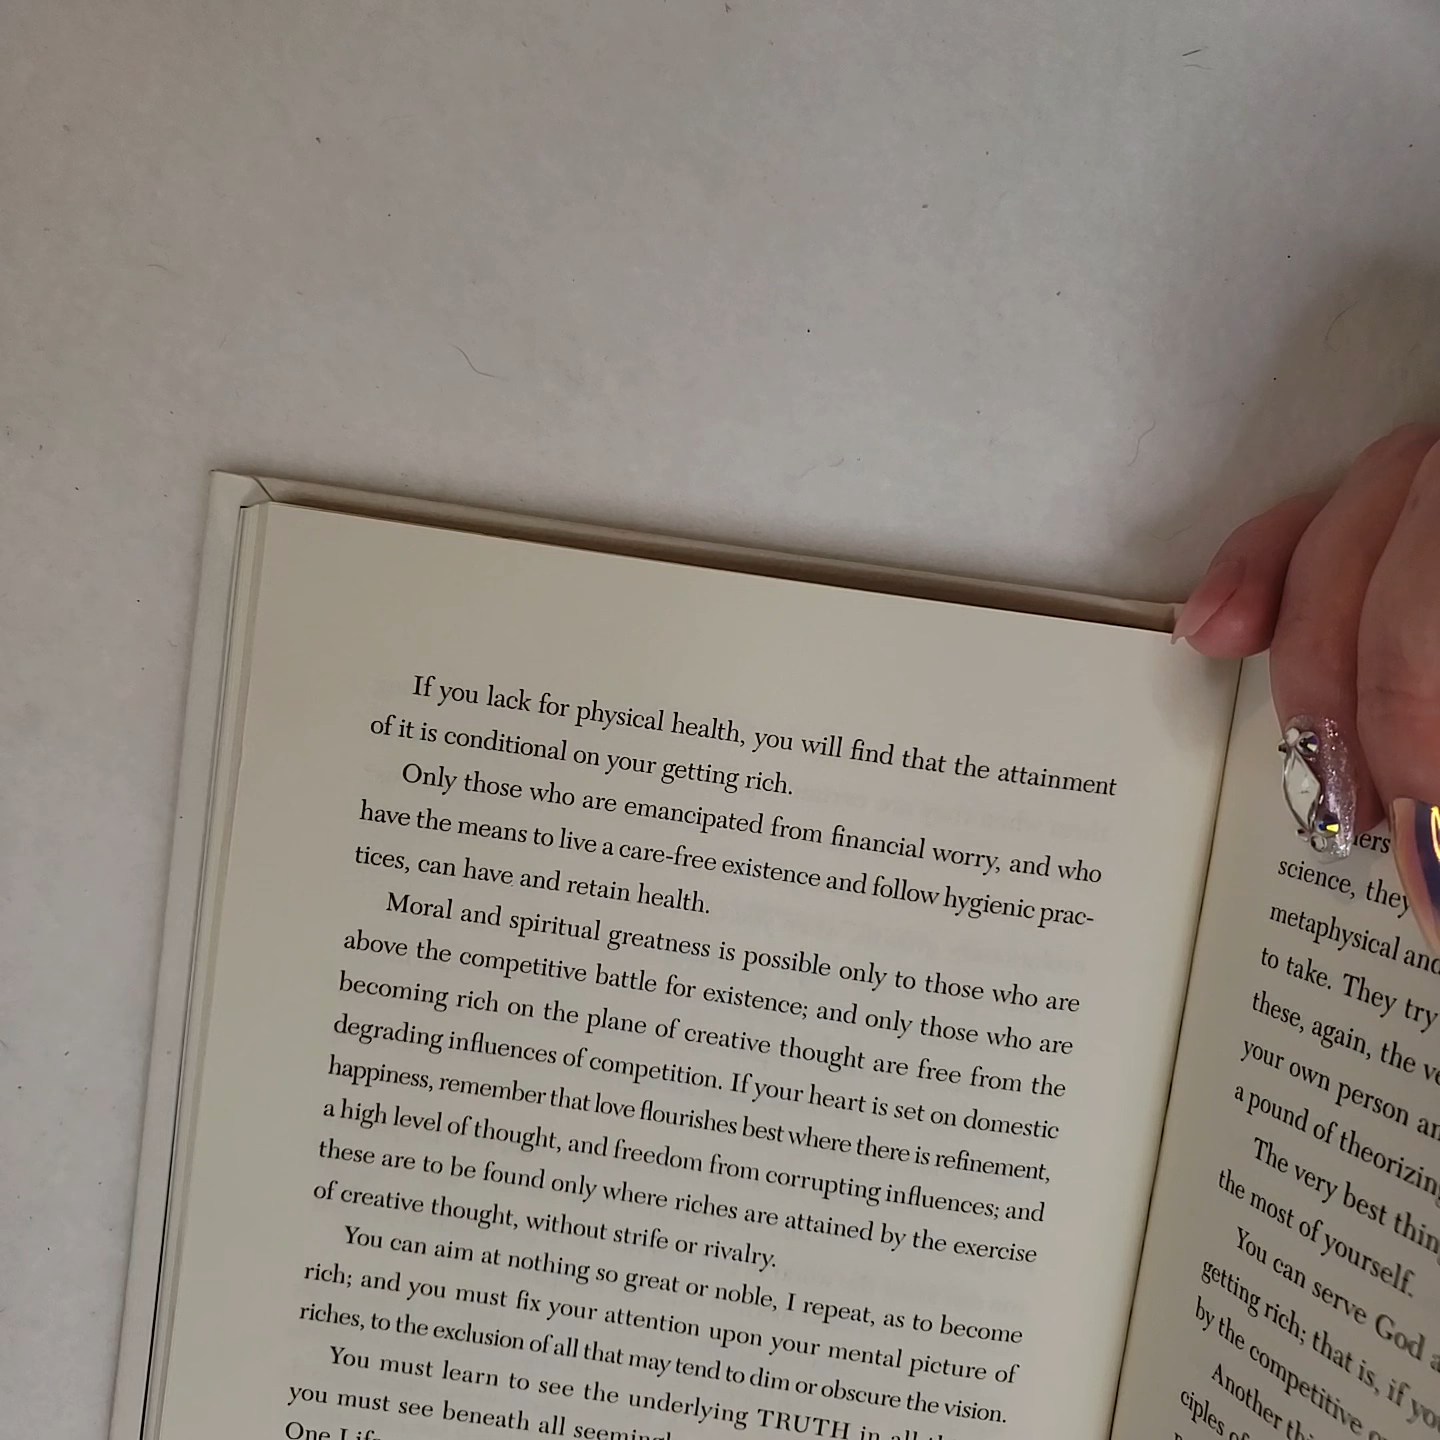 If you lack for physical health, you will find that the attainment
of it is conditional on your getting rich.
Only those who are emancipated from financial worry, and who
have the means to live a care-free existence and follow hygienic prac-
tices, can have and retain health.
Moral and spiritual greatness is possible only to those who are
above the competitive battle for existence; and only those who are
becoming rich on the plane of creative thought are free from the
degrading influences of competition. If your heart is set on domestic
happiness, remember that love flourishes best where there is refinement,
a high level of thought, and freedom from corrupting influences; and
these are to be found only where riches are attained by the exercise
of creative thought, without strife or rivalry.
You can aim at nothing so great or noble, I repeat, as to become
rich; and you must fix your attention upon your mental picture of
riches, to the exclusion of all that may tend to dim or obscure the vision.
You must learn to see the underlying TRUTH in all
you must see beneath all
One
science, they
metaphysical and
to take. They try
these, again, the
your own person
a pound of theorizing
The very best
the most of yourself.
You can serve God
getting rich; that is, if you
by the competitive
Another
ciples of